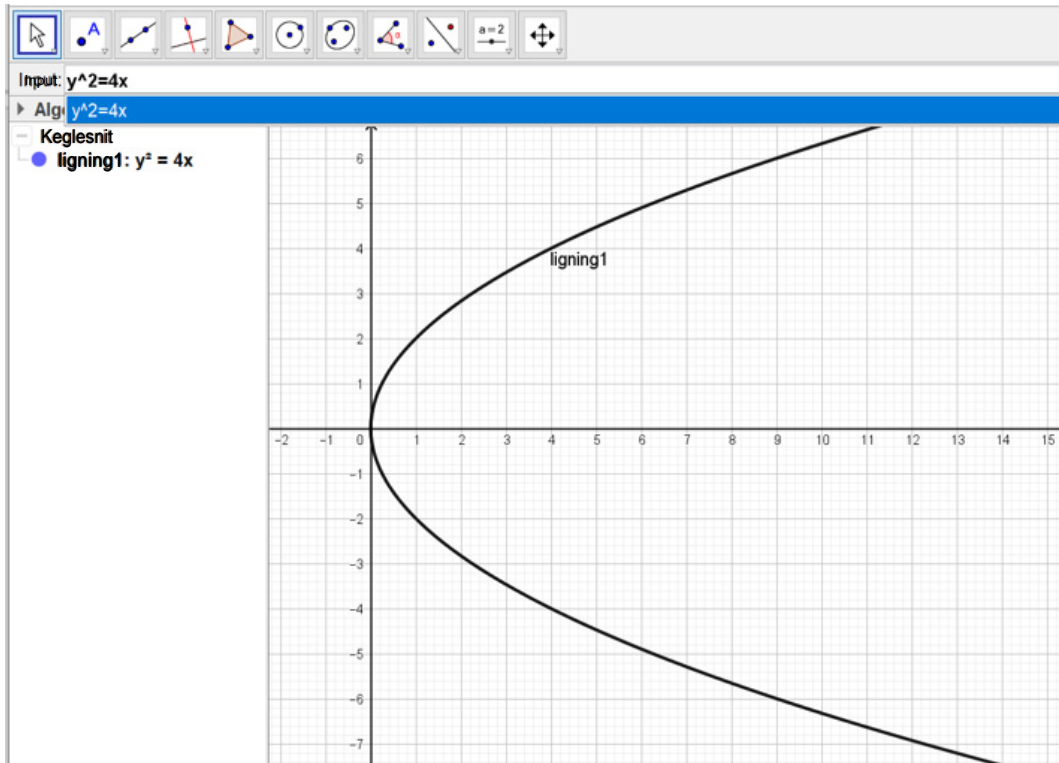 A
α
a = 2
Input: y^2=4x
Alge
y^2=4x
Keglesnit
ligning1: y² = 4x
6
5
ligning1
4
3
2
1
-2 -1 0 1 2 3 4 5 6 7 8 9 10 11 12 13 14 15
-1
-2
-3
-4
-5
-6
-7